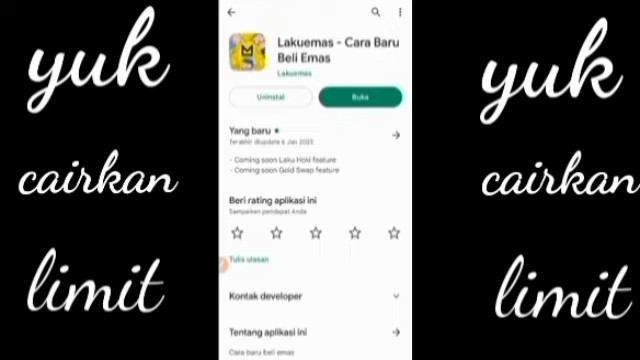 yuk
cairkan
limit
Lakuemas - Cara Baru
Beli Emas
Lakuemas
Uninstal
Buka
Yang baru
Terakhir diupdate 6 Jan 2023
- Coming soon Laku Hoki feature
- Coming soon Gold Swap feature
Beri rating aplikasi ini
Sampaikan pendapat Anda
Tulis ulasan
Kontak developer
Tentang aplikasi ini
Cara baru beli emas
yuk
cairkan
limit